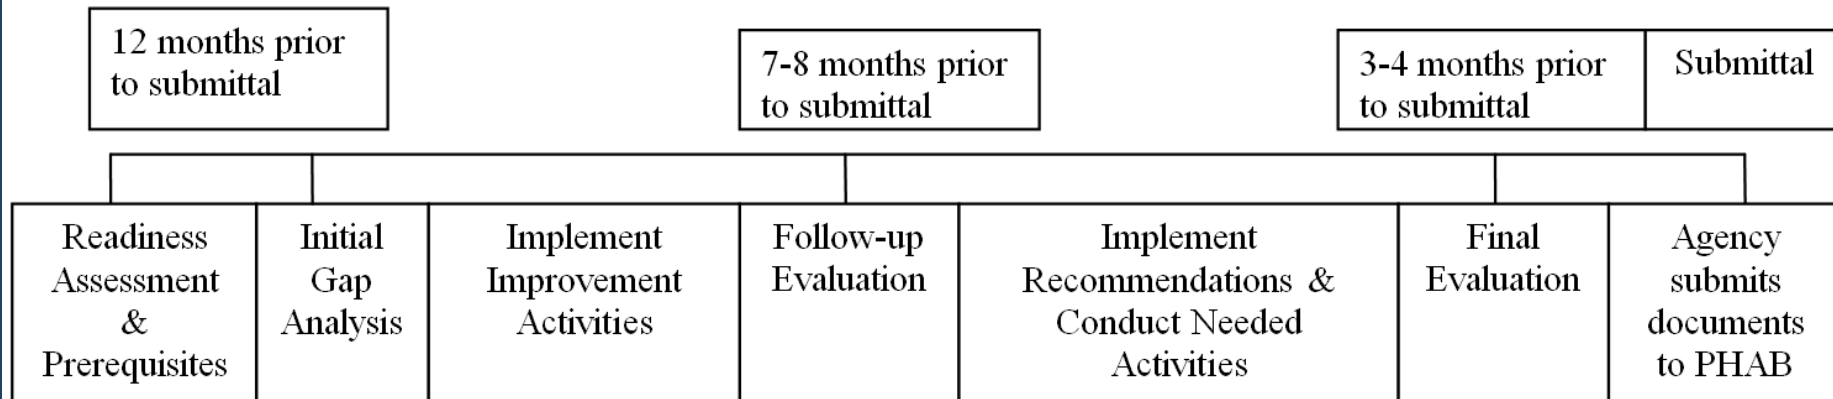 12 months prior
to submittal
7-8 months prior
to submittal
3-4 months prior
to submittal
Submittal
Readiness
Assessment
&
Prerequisites
Initial
Gap
Analysis
Implement
Improvement
Activities
Follow-up
Evaluation
Implement
Recommendations &
Conduct Needed
Activities
Final
Evaluation
Agency
submits
documents
to PHAB